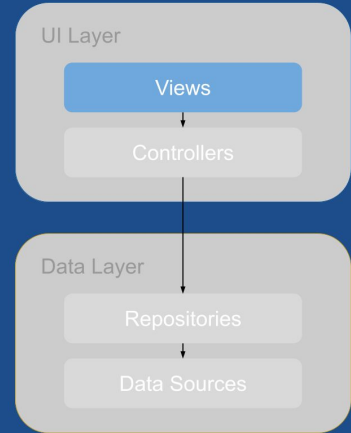 UI Layer
Views
Controllers
Data Layer
Repositories
Data Sources